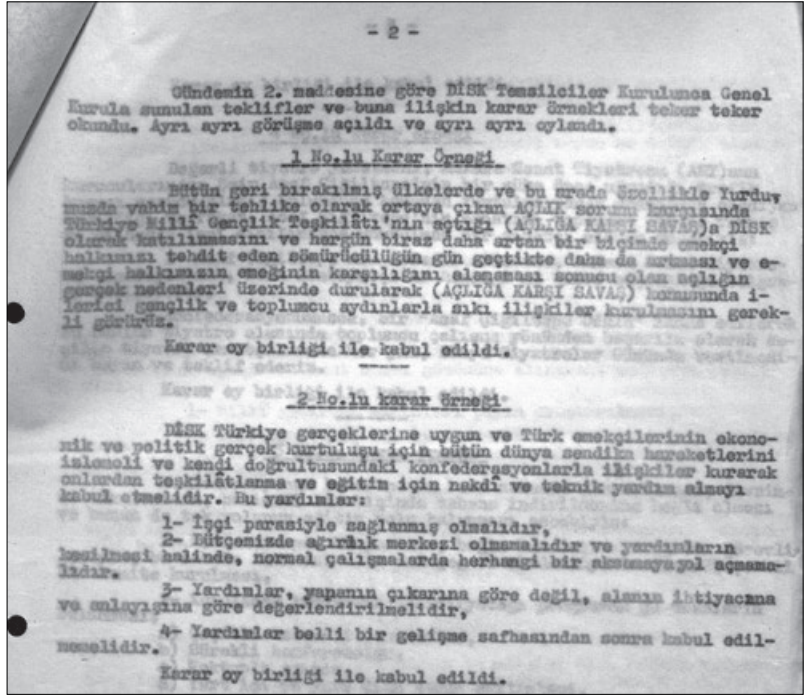 - 2 -
Gündemin 2. maddesine göre DİSK Temsilciler Kurulunca Genel
Kurula sunulan teklifler ve buna ilişkin karar örnekleri teker teker
okundu. Ayrı ayrı görüşme açıldı ve ayrı ayrı oylandı.
1 No.lu Karar Örneği
Bütün geri bırakılmış ülkelerde ve bu arada özellikle Yurdu-
muzda vahim bir tehlike olarak ortaya çıkan AÇLIK sorunu karşısında
Türkiye Millî Gençlik Teşkilâtı'nın açtığı (AÇLIĞA KARŞI SAVAŞ)a DİSK
olarak katılınmasını ve hergün biraz daha artan bir biçimde emekçi
halkımızı tehdit eden sömürücülüğün gün geçtikte daha da artması ve e-
mekçi halkımızın emeğinin karşılığını alamaması sonucu olan açlığın
gerçek nedenleri üzerinde durularak (AÇLIĞA KARŞI SAVAŞ) konusunda i-
lerici gençlik ve toplumcu aydınlarla sıkı ilişkiler kurulmasını gerek-
li görürüz.
Karar oy birliği ile kabul edildi.
2 No.lu karar örneği
DİSK Türkiye gerçeklerine uygun ve Türk emekçilerinin ekono-
mik ve politik gerçek kurtuluşu için bütün dünya sendika hareketlerini
izlemeli ve kendi doğrultusundaki konfederasyonlarla ilişkiler kurarak
onlardan teşkilâtlanma ve eğitim için nakdî ve teknik yardım almayı
kabul etmelidir. Bu yardımlar:
1- İşçi parasiyle sağlanmış olmalıdır,
2- Bütçemizde ağırlık merkezi olmamalıdır ve yardımların
kesilmesi halinde, normal çalışmalarda herhangi bir aksamaya yol açmama-
lıdır.
3- Yardımlar, yapanın çıkarına göre değil, alanın ihtiyacına
ve anlayışına göre değerlendirilmelidir,
4- Yardımlar belli bir gelişme safhasından sonra kabul edil-
memelidir.
Karar oy birliği ile kabul edildi.